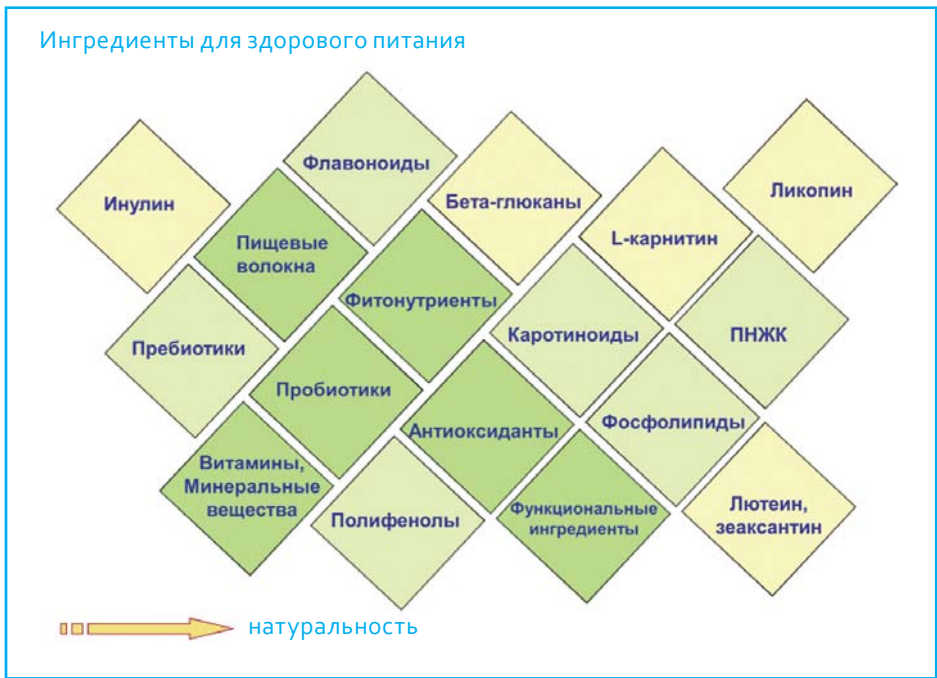 Ингредиенты для здорового питания
Флавоноиды
Инулин
Бета-глюканы
Ликопин
L-карнитин
Пищевые
волокна
Фитонутриенты
Пребиотики
Каротиноиды
ПНЖК
Пробиотики
Антиоксиданты
Фосфолипиды
Витамины,
Минеральные
вещества
Полифенолы
Функциональные
ингредиенты
Лютеин,
зеаксантин
натуральность